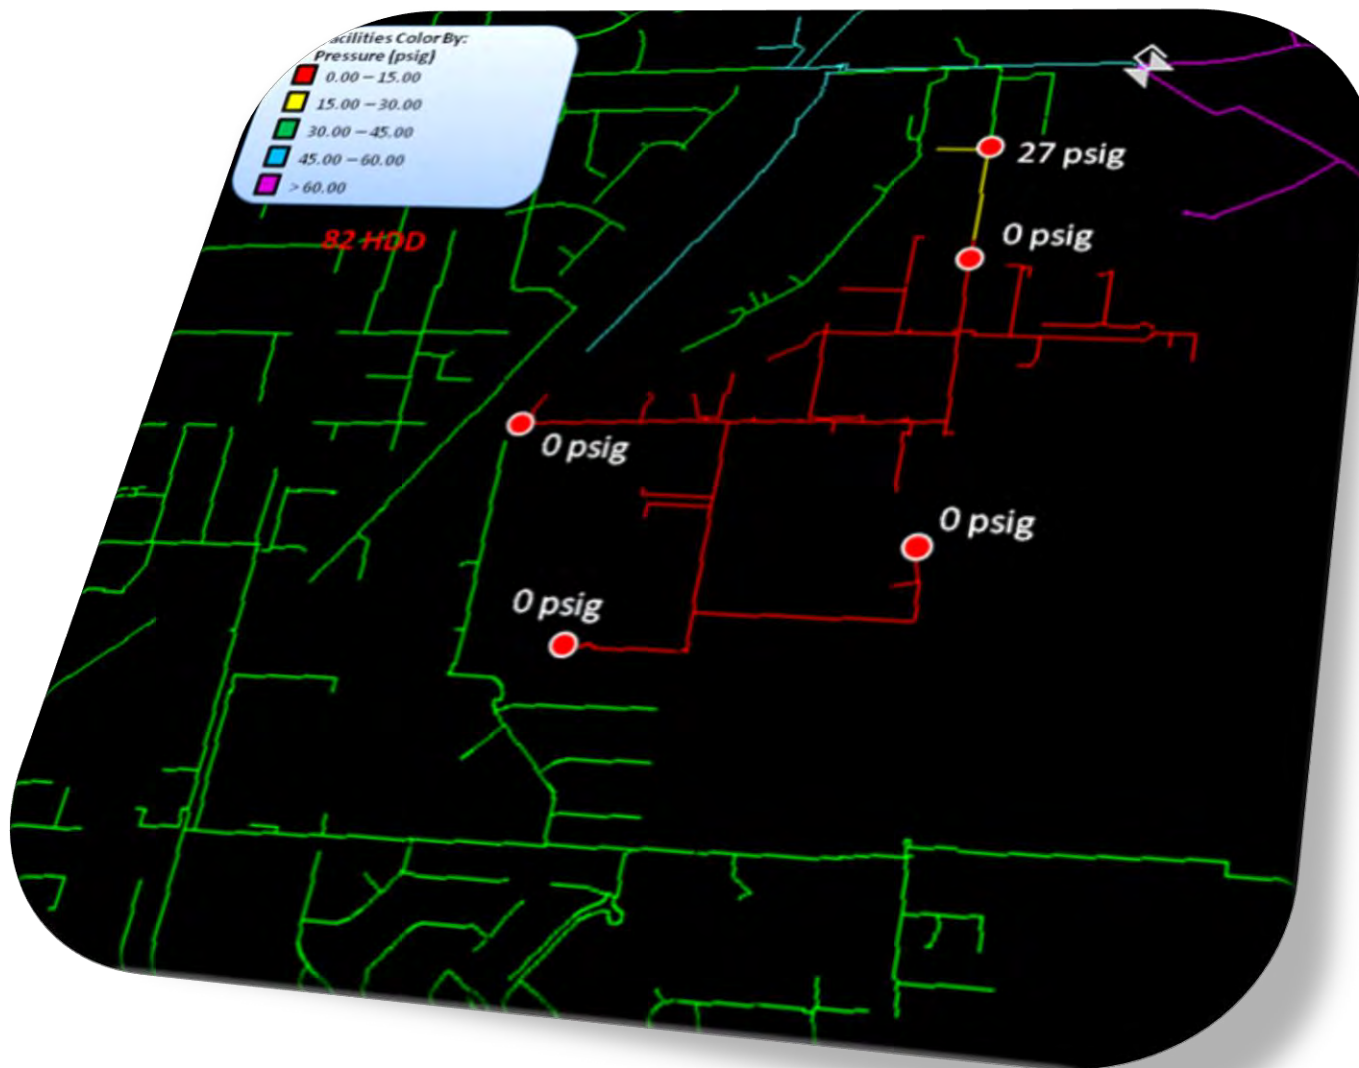 acilities Color By:
Pressure (psig)
0.00 – 15.00
15.00 – 30.00
30.00 – 45.00
45.00 – 60.00
> 60.00
82 HDD
27 psig
0 psig
0 psig
0 psig
0 psig